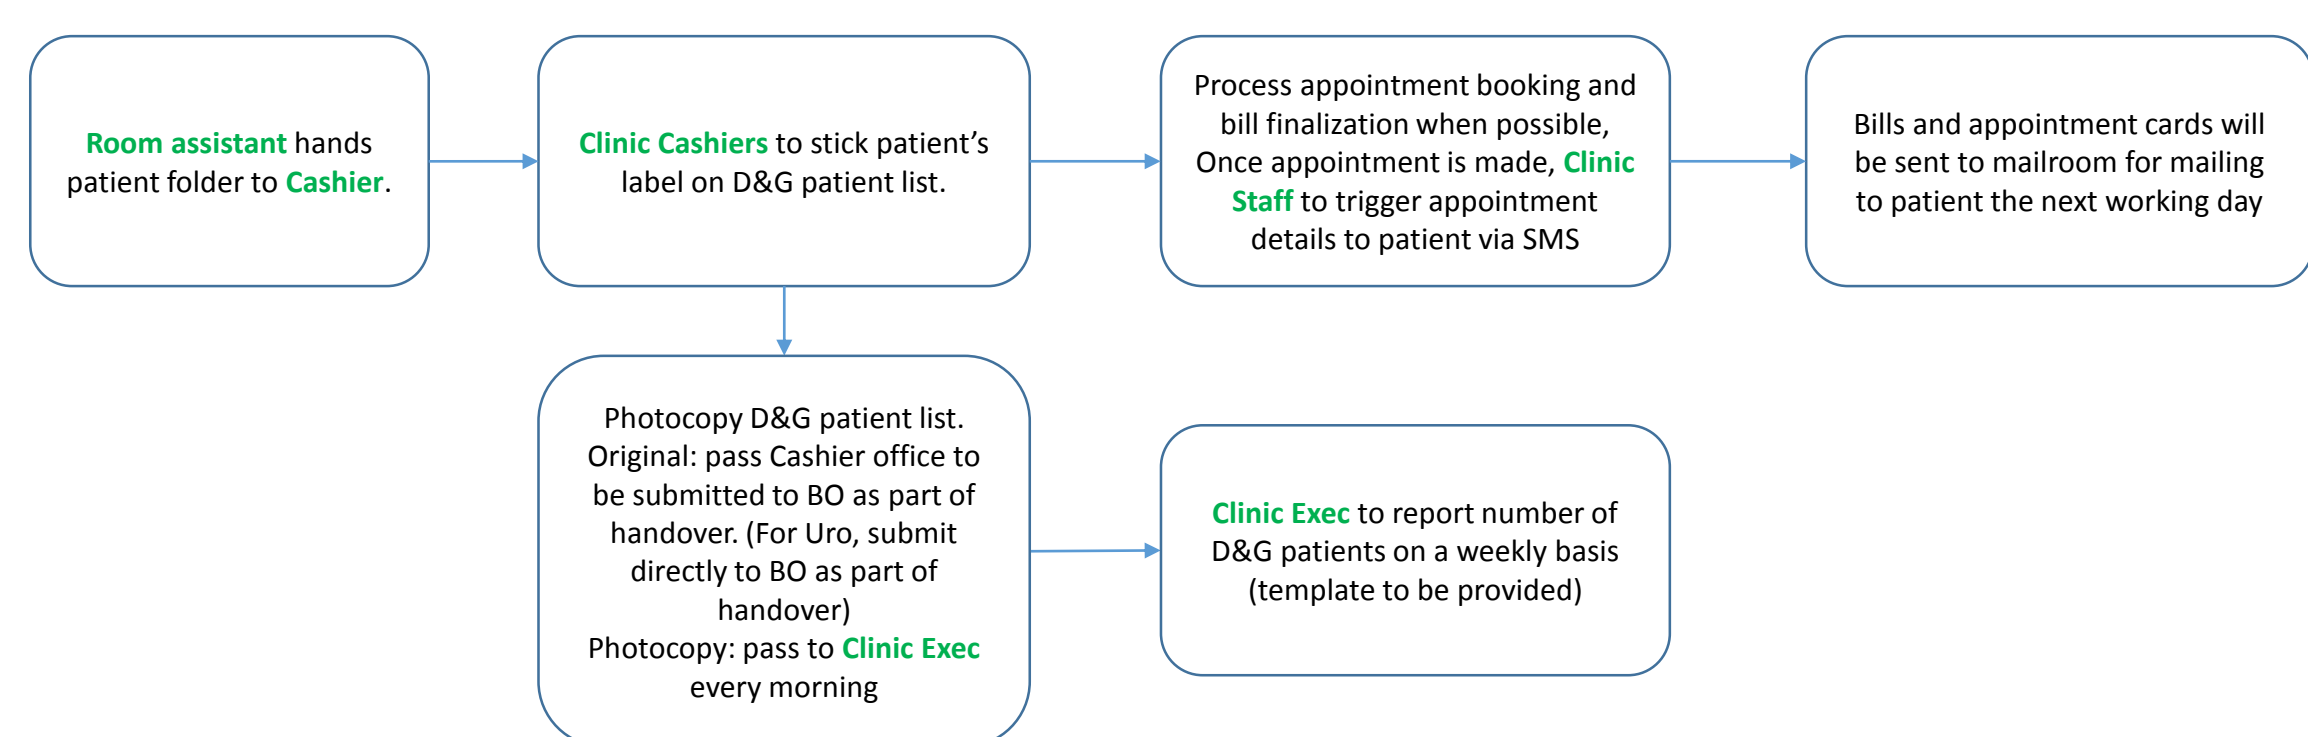 Room assistant hands
patient folder to Cashier.
Clinic Cashiers to stick patient’s
label on D&G patient list.
Process appointment booking and
bill finalization when possible,
Once appointment is made, Clinic
Staff to trigger appointment
details to patient via SMS
Bills and appointment cards will
be sent to mailroom for mailing
to patient the next working day
Photocopy D&G patient list.
Original: pass Cashier office to
be submitted to BO as part of
handover. (For Uro, submit
directly to BO as part of
handover)
Photocopy: pass to Clinic Exec
every morning
Clinic Exec to report number of
D&G patients on a weekly basis
(template to be provided)